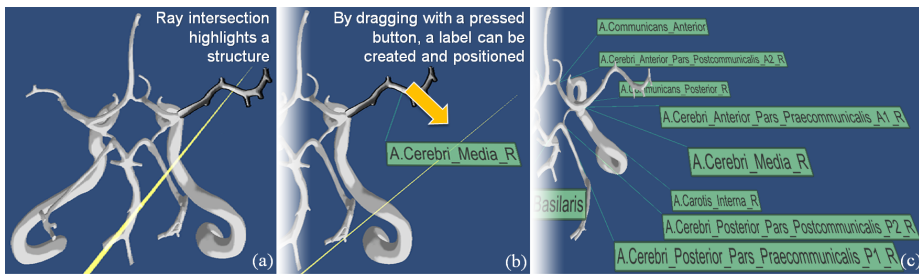 Ray intersection
highlights a
structure
(a)
By dragging with a pressed
button, a label can be
created and positioned
A.Cerebri_Media_R
(b)
A.Communicans_Anterior
A.Cerebri_Anterior_Pars_Postcommunicalis_A2_R
A.Communicans_Posterior_R
A.Cerebri_Anterior_Pars_Praecommunicalis_A1_R
A.Cerebri_Media_R
A.Carotis_Interna_R
Basilaris
A.Cerebri_Posterior_Pars_Postcommunicalis_P2_R
A.Cerebri_Posterior_Pars_Praecommunicalis_P1_R
(c)